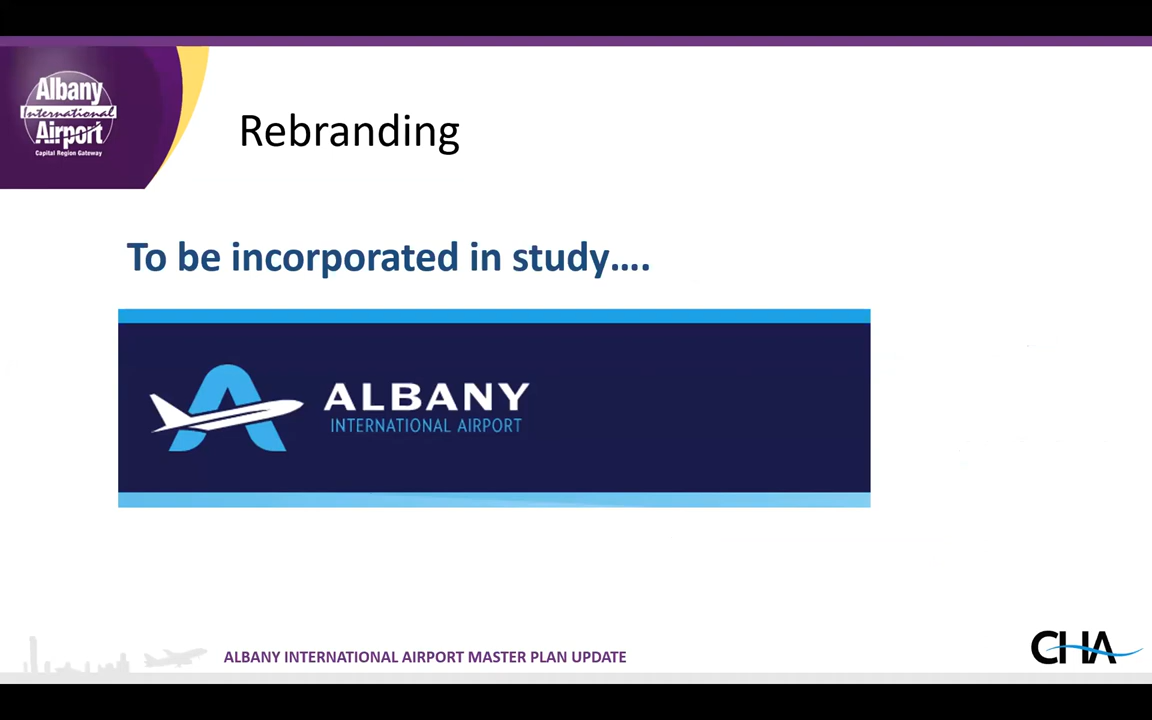 Albany
International
Airport
Capital Region Gateway
Rebranding
To be incorporated in study....
ALBANY
INTERNATIONAL AIRPORT
ALBANY INTERNATIONAL AIRPORT MASTER PLAN UPDATE
CHA